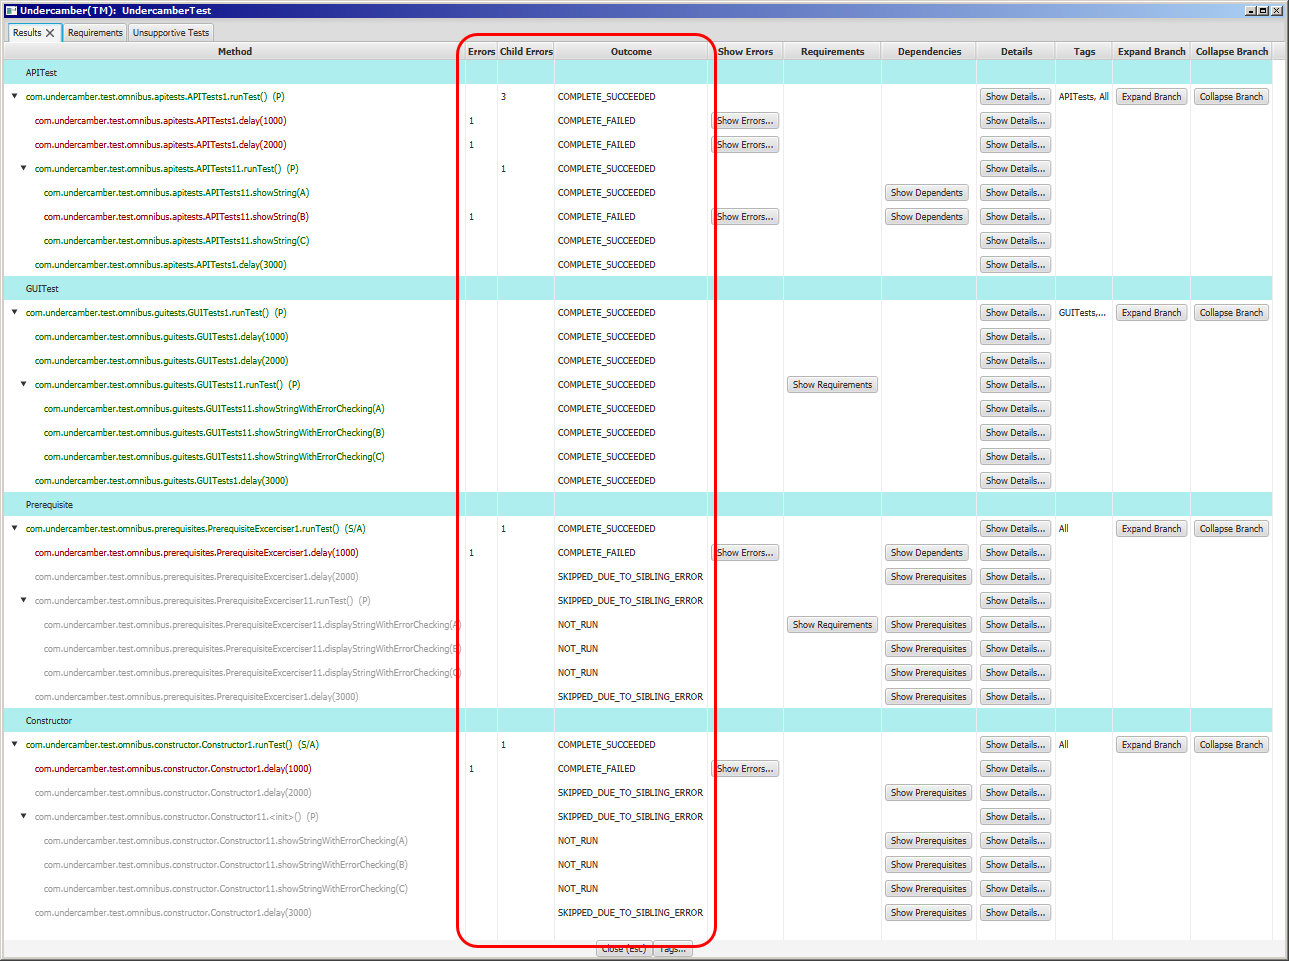 Undercamber(TM): UndercamberTest
Results Requirements Unsupportive Tests
Method Errors Child Errors Outcome Show Errors Requirements Dependencies Details Tags Expand Branch Collapse Branch
APITest
com.undercamber.test.omnibus.apitests.APITests1.runTest() (P) 3 COMPLETE_SUCCEEDED Show Details... APITests, All Expand Branch Collapse Branch
com.undercamber.test.omnibus.apitests.APITests1.delay(1000) 1 COMPLETE_FAILED Show Errors... Show Details...
com.undercamber.test.omnibus.apitests.APITests1.delay(2000) 1 COMPLETE_FAILED Show Errors... Show Details...
com.undercamber.test.omnibus.apitests.APITests11.runTest() (P) 1 COMPLETE_SUCCEEDED Show Details...
com.undercamber.test.omnibus.apitests.APITests11.showString(A) COMPLETE_SUCCEEDED Show Dependents Show Details...
com.undercamber.test.omnibus.apitests.APITests11.showString(B) 1 COMPLETE_FAILED Show Errors... Show Dependents Show Details...
com.undercamber.test.omnibus.apitests.APITests11.showString(C) COMPLETE_SUCCEEDED Show Details...
com.undercamber.test.omnibus.apitests.APITests1.delay(3000) COMPLETE_SUCCEEDED Show Details...
GUITest
com.undercamber.test.omnibus.guitests.GUITests1.runTest() (P) COMPLETE_SUCCEEDED Show Details... GUITests,... Expand Branch Collapse Branch
com.undercamber.test.omnibus.guitests.GUITests1.delay(1000) COMPLETE_SUCCEEDED Show Details...
com.undercamber.test.omnibus.guitests.GUITests1.delay(2000) COMPLETE_SUCCEEDED Show Details...
com.undercamber.test.omnibus.guitests.GUITests11.runTest() (P) COMPLETE_SUCCEEDED Show Requirements Show Details...
com.undercamber.test.omnibus.guitests.GUITests11.showStringWithErrorChecking(A) COMPLETE_SUCCEEDED Show Details...
com.undercamber.test.omnibus.guitests.GUITests11.showStringWithErrorChecking(B) COMPLETE_SUCCEEDED Show Details...
com.undercamber.test.omnibus.guitests.GUITests11.showStringWithErrorChecking(C) COMPLETE_SUCCEEDED Show Details...
com.undercamber.test.omnibus.guitests.GUITests1.delay(3000) COMPLETE_SUCCEEDED Show Details...
Prerequisite
com.undercamber.test.omnibus.prerequisites.PrerequisiteExcerciser1.runTest() (S/A) 1 COMPLETE_SUCCEEDED Show Details... All Expand Branch Collapse Branch
com.undercamber.test.omnibus.prerequisites.PrerequisiteExcerciser1.delay(1000) 1 COMPLETE_FAILED Show Errors... Show Dependents Show Details...
com.undercamber.test.omnibus.prerequisites.PrerequisiteExcerciser1.delay(2000) SKIPPED_DUE_TO_SIBLING_ERROR Show Prerequisites Show Details...
com.undercamber.test.omnibus.prerequisites.PrerequisiteExcerciser11.runTest() (P) SKIPPED_DUE_TO_SIBLING_ERROR Show Details...
com.undercamber.test.omnibus.prerequisites.PrerequisiteExcerciser11.displayStringWithErrorChecking(A) NOT_RUN Show Requirements Show Prerequisites Show Details...
com.undercamber.test.omnibus.prerequisites.PrerequisiteExcerciser11.displayStringWithErrorChecking(B) NOT_RUN Show Prerequisites Show Details...
com.undercamber.test.omnibus.prerequisites.PrerequisiteExcerciser11.displayStringWithErrorChecking(C) NOT_RUN Show Prerequisites Show Details...
com.undercamber.test.omnibus.prerequisites.PrerequisiteExcerciser1.delay(3000) SKIPPED_DUE_TO_SIBLING_ERROR Show Prerequisites Show Details...
Constructor
com.undercamber.test.omnibus.constructor.Constructor1.runTest() (S/A) 1 COMPLETE_SUCCEEDED Show Details... All Expand Branch Collapse Branch
com.undercamber.test.omnibus.constructor.Constructor1.delay(1000) 1 COMPLETE_FAILED Show Errors... Show Details...
com.undercamber.test.omnibus.constructor.Constructor1.delay(2000) SKIPPED_DUE_TO_SIBLING_ERROR Show Prerequisites Show Details...
com.undercamber.test.omnibus.constructor.Constructor11.<init>() (P) SKIPPED_DUE_TO_SIBLING_ERROR Show Details...
com.undercamber.test.omnibus.constructor.Constructor11.showStringWithErrorChecking(A) NOT_RUN Show Prerequisites Show Details...
com.undercamber.test.omnibus.constructor.Constructor11.showStringWithErrorChecking(B) NOT_RUN Show Prerequisites Show Details...
com.undercamber.test.omnibus.constructor.Constructor11.showStringWithErrorChecking(C) NOT_RUN Show Prerequisites Show Details...
com.undercamber.test.omnibus.constructor.Constructor1.delay(3000) SKIPPED_DUE_TO_SIBLING_ERROR Show Prerequisites Show Details...
Close (Esc) Tags...